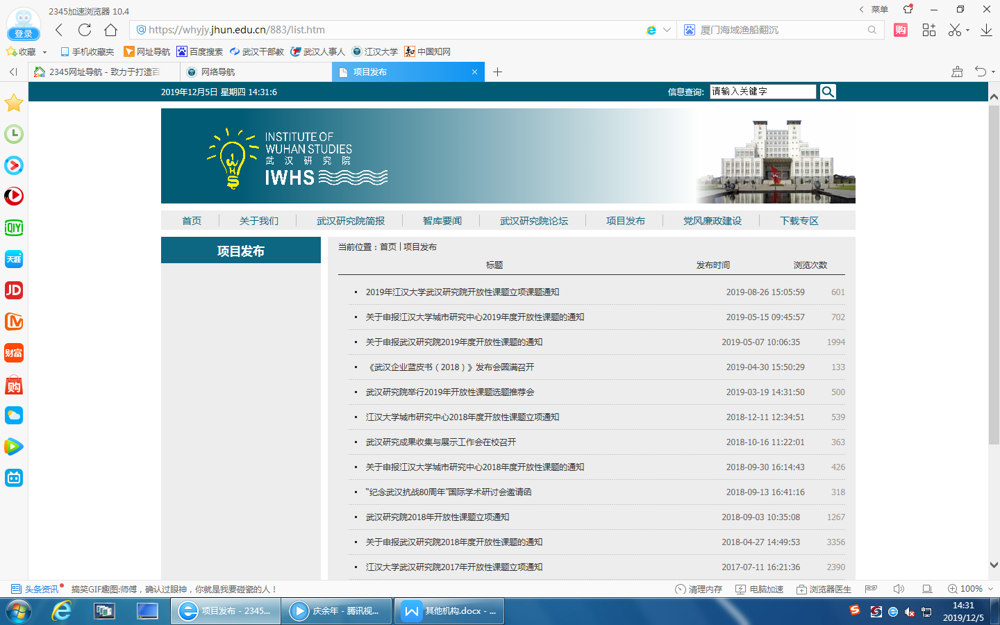 2345加速浏览器 10.4
菜单
登录
https://whyjy.jhun.edu.cn/883/list.htm
厦门海域渔船翻沉
购
收藏 手机收藏夹 网址导航 百度搜索 武汉干部教 武汉人事人 江汉大学 中国知网
2345网址导航 - 致力于打造百
网络导航
项目发布
2019年12月5日 星期四 14:31:6
信息查询:
请输入关键字
INSTITUTE OF
WUHAN STUDIES
武汉研究院
IWHS
首页 关于我们 武汉研究院简报 智库要闻 武汉研究院论坛 项目发布 党风廉政建设 下载专区
项目发布
当前位置：首页 | 项目发布
标题 发布时间 浏览次数
2019年江汉大学武汉研究院开放性课题立项课题通知 2019-08-26 15:05:59 601
关于申报江汉大学城市研究中心2019年度开放性课题的通知 2019-05-15 09:45:57 702
关于申报武汉研究院2019年度开放性课题的通知 2019-05-07 10:06:35 1994
《武汉企业蓝皮书（2018）》发布会圆满召开 2019-04-30 15:50:29 133
武汉研究院举行2019年开放性课题选题推荐会 2019-03-19 14:31:50 500
江汉大学城市研究中心2018年度开放性课题立项通知 2018-12-11 12:34:51 539
武汉研究成果收集与展示工作会在校召开 2018-10-16 11:22:01 363
关于申报江汉大学城市研究中心2018年度开放性课题的通知 2018-09-30 16:14:43 426
“纪念武汉抗战80周年”国际学术研讨会邀请函 2018-09-13 16:41:16 318
武汉研究院2018年开放性课题立项通知 2018-09-03 10:35:08 1267
关于申报武汉研究院2018年度开放性课题的通知 2018-04-27 14:49:53 3356
江汉大学武汉研究院2017年开放性课题立项通知 2017-07-11 16:21:36 2390
iQIY
天涯
JD
财富
购
头条资讯 搞笑GIF趣图:师傅，确认过眼神，你就是我要碰瓷的人！
清理内存 电脑加速 浏览器医生 100%
项目发布 - 2345...
庆余年 - 腾讯视...
其他机构.docx - ...
14:31
2019/12/5